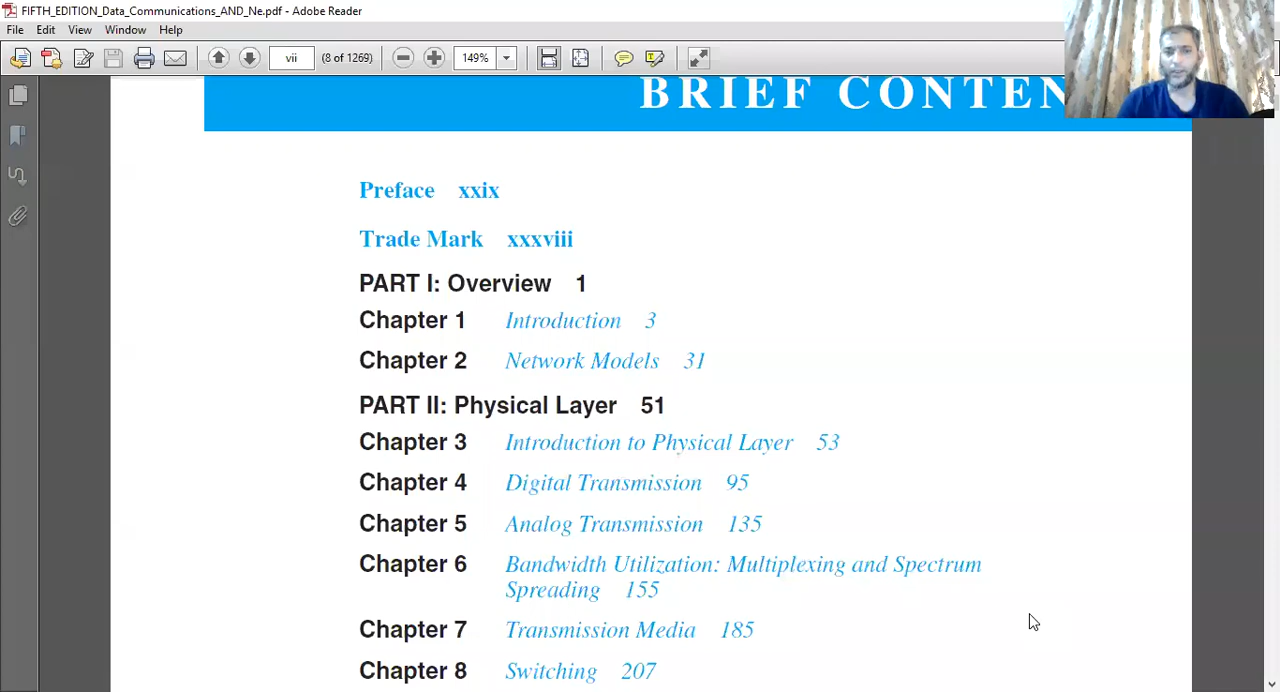 FIFTH_EDITION_Data_Communications_AND_Ne.pdf - Adobe Reader
File Edit View Window Help
vii (8 of 1269) 149%
BRIEF CONTEN
Preface xxix
Trade Mark xxxviii
PART I: Overview 1
Chapter 1 Introduction 3
Chapter 2 Network Models 31
PART II: Physical Layer 51
Chapter 3 Introduction to Physical Layer 53
Chapter 4 Digital Transmission 95
Chapter 5 Analog Transmission 135
Chapter 6 Bandwidth Utilization: Multiplexing and Spectrum
Spreading 155
Chapter 7 Transmission Media 185
Chapter 8 Switching 207